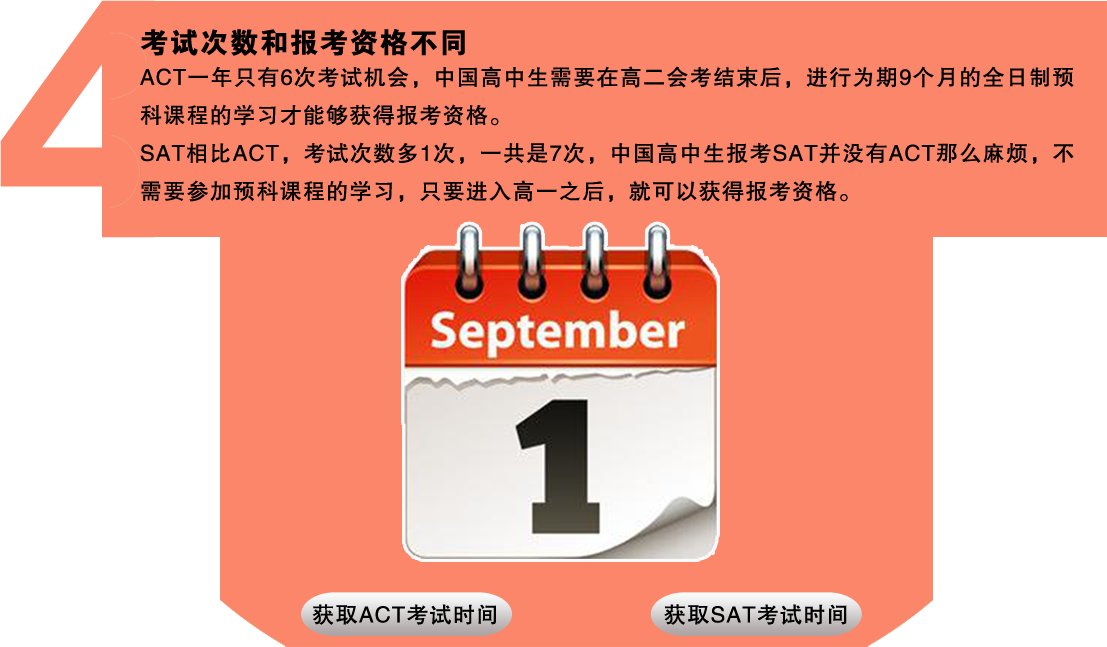 4
考试次数和报考资格不同
ACT一年只有6次考试机会，中国高中生需要在高二会考结束后，进行为期9个月的全日制预
科课程的学习才能够获得报考资格。
SAT相比ACT，考试次数多1次，一共是7次，中国高中生报考SAT并没有ACT那么麻烦，不
需要参加预科课程的学习，只要进入高一之后，就可以获得报考资格。
September
1
获取ACT考试时间
获取SAT考试时间